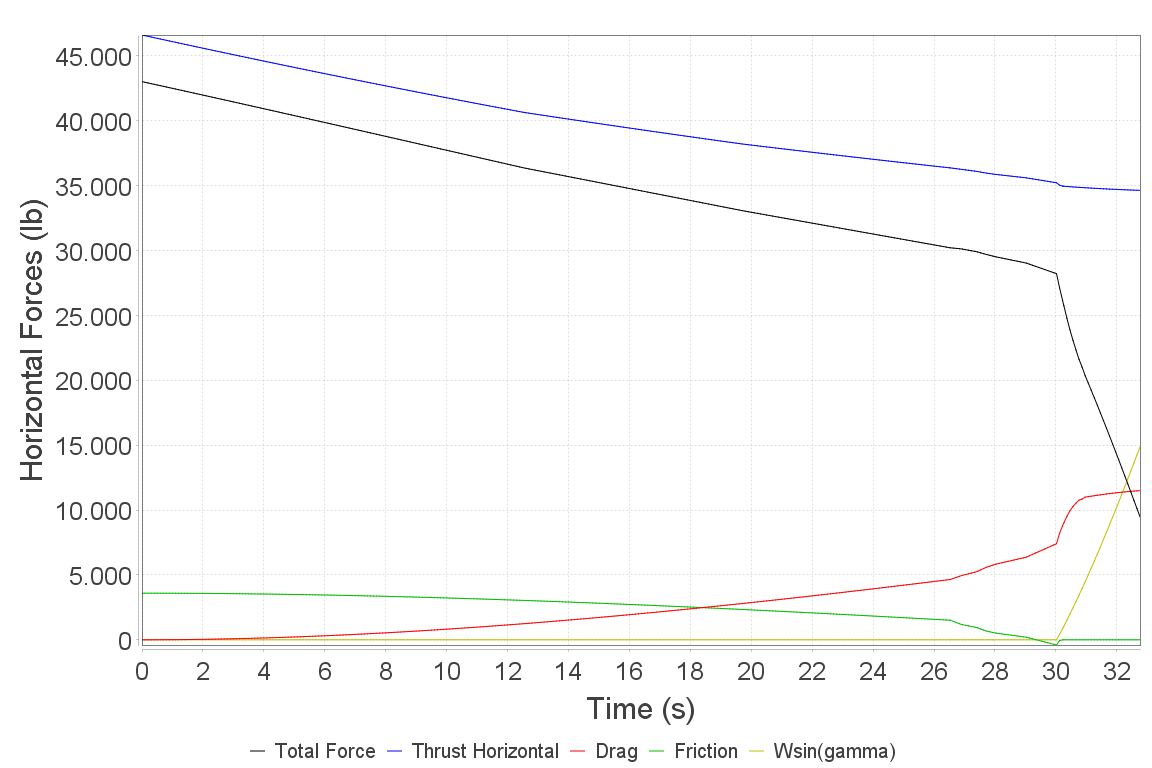 Horizontal Forces (lb)
45.000
40.000
35.000
30.000
25.000
20.000
15.000
10.000
5.000
0
0 2 4 6 8 10 12 14 16 18 20 22 24 26 28 30 32
Time (s)
Total Force Thrust Horizontal Drag Friction Wsin(gamma)